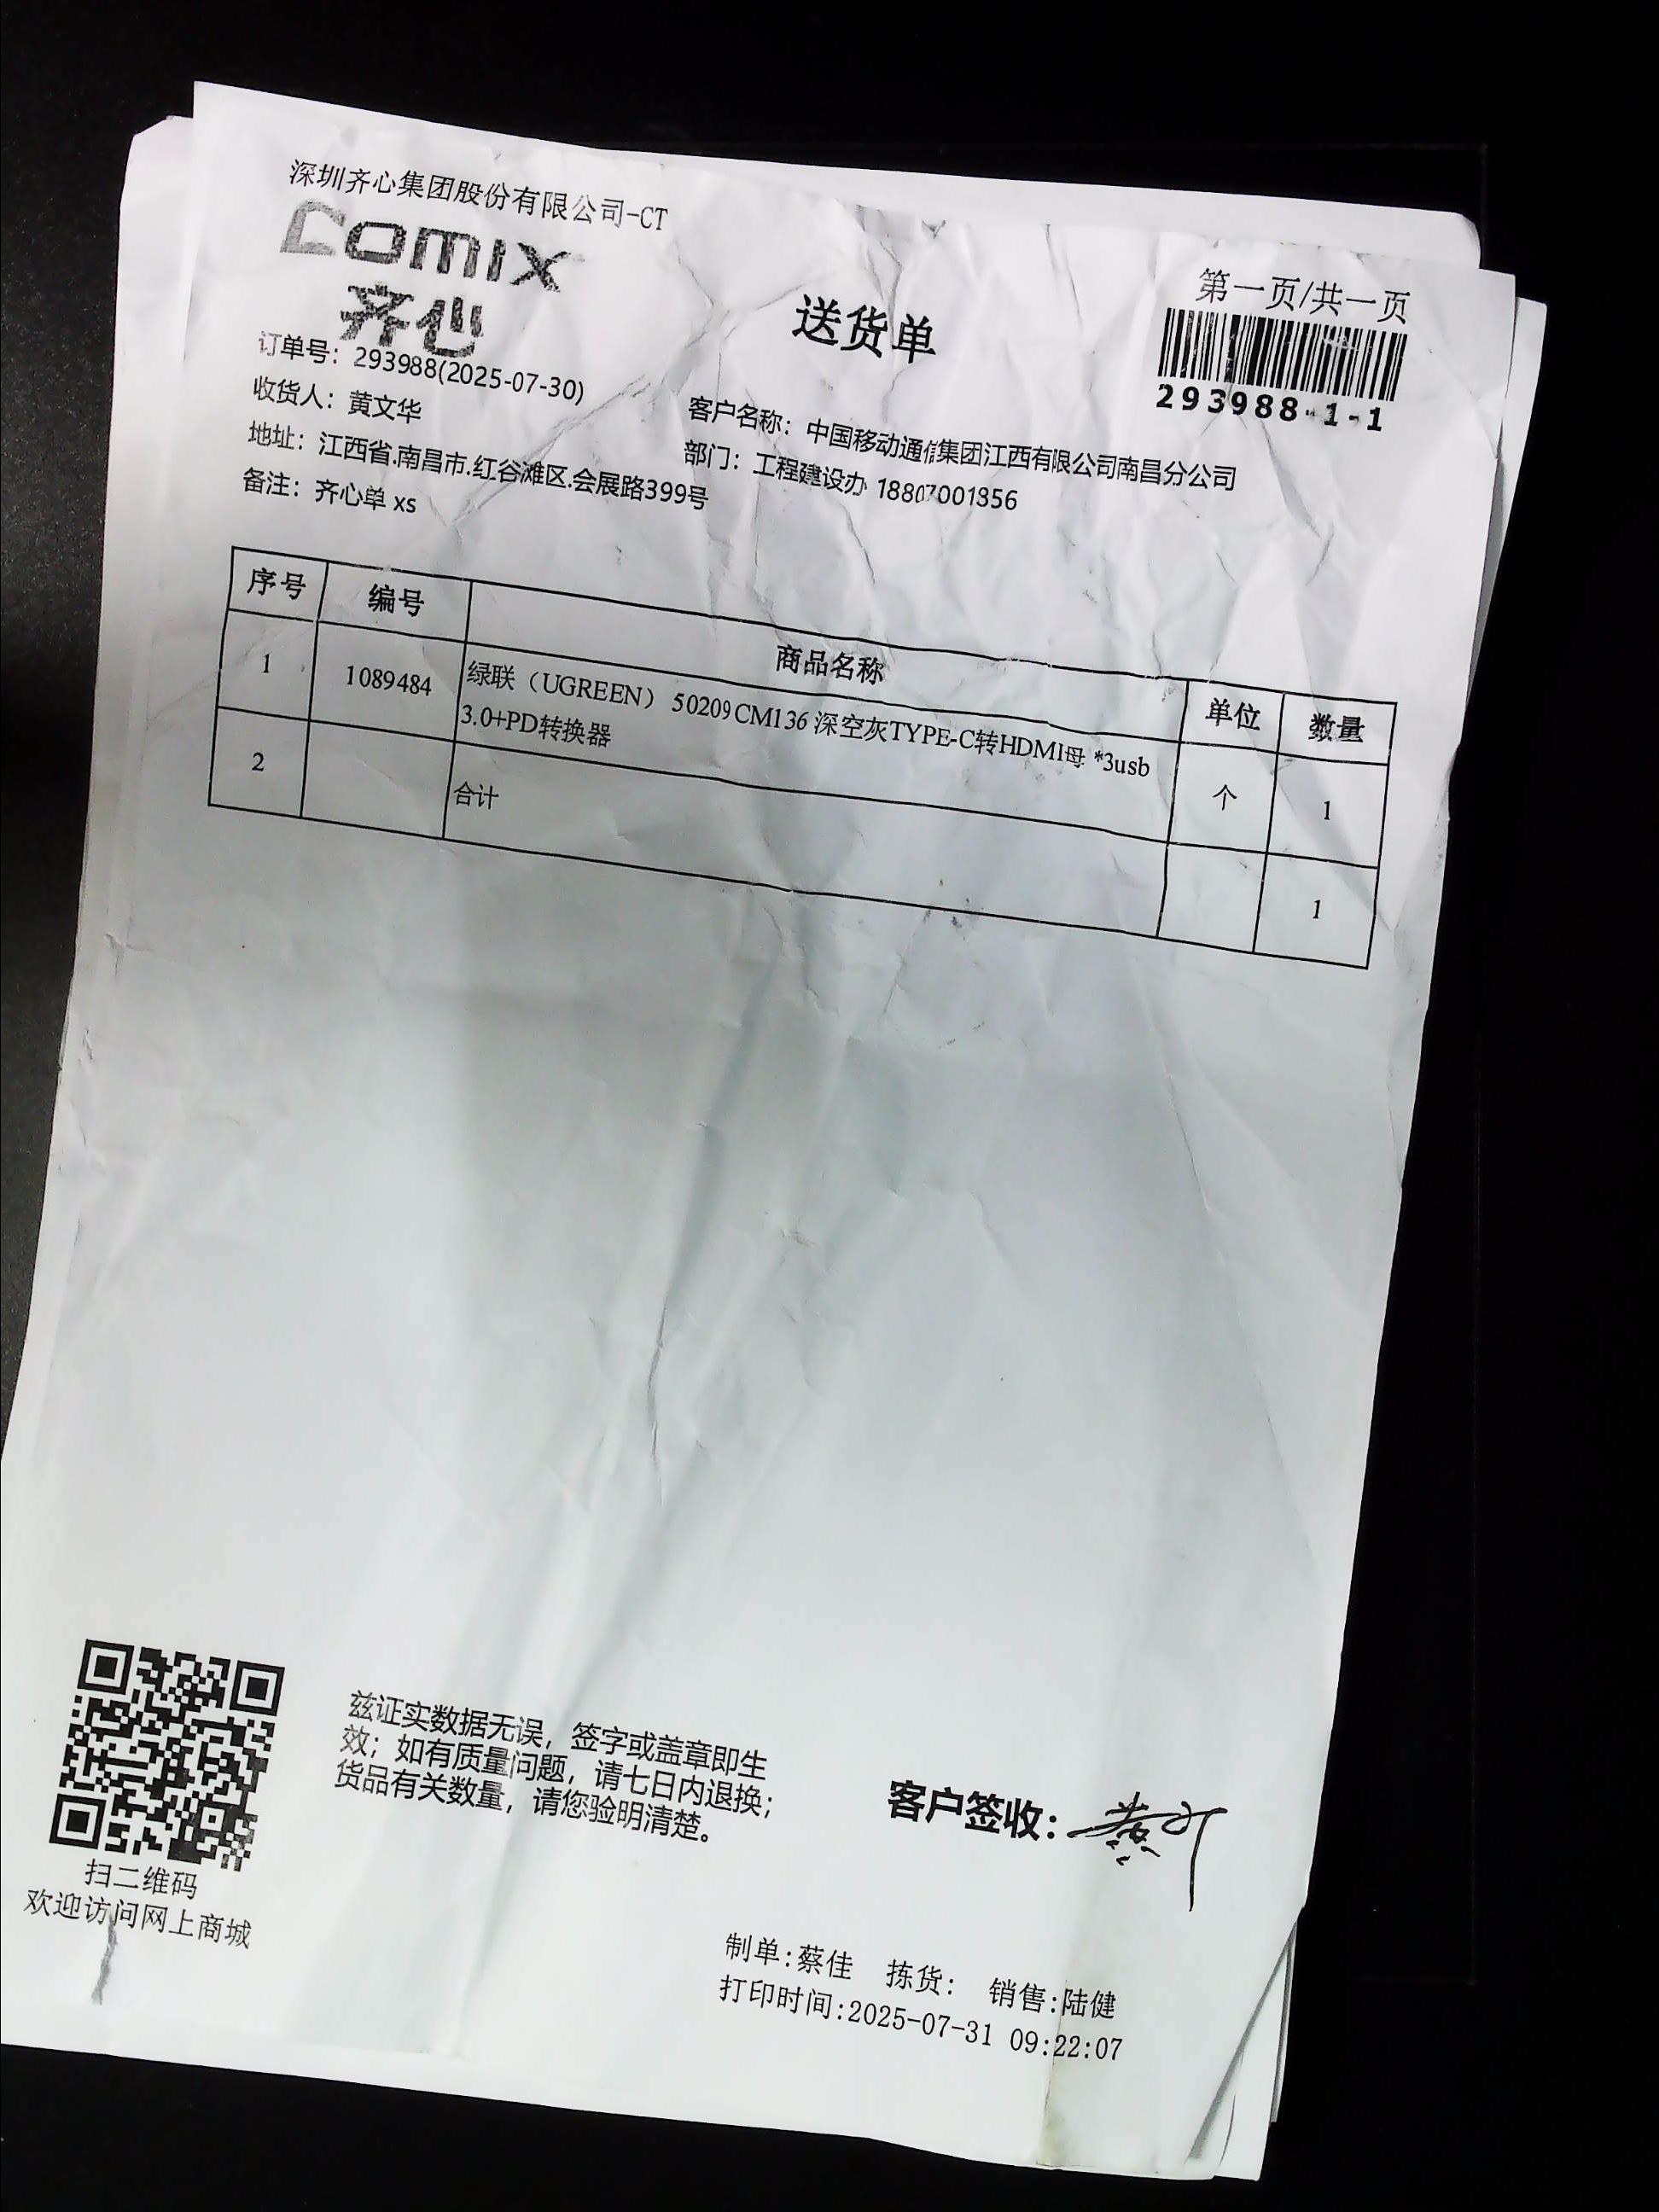 深圳齐心集团股份有限公司-CT
comix
齐心
送货单
第一页/共一页
293988-1-1
订单号：293988(2025-07-30)
收货人：黄文华
客户名称：中国移动通信集团江西有限公司南昌分公司
地址：江西省.南昌市.红谷滩区.会展路399号
部门：工程建设办 18807001356
备注：齐心单 xs
序号 编号 商品名称 单位 数量
1 1089484 绿联（UGREEN） 50209 CM136 深空灰TYPE-C转HDMI母 *3usb
3.0+PD转换器 个 1
2 合计 1
兹证实数据无误，签字或盖章即生
效；如有质量问题，请七日内退换；
货品有关数量，请您验明清楚。
客户签收：
扫二维码
欢迎访问网上商城
制单:蔡佳 拣货: 销售:陆健
打印时间:2025-07-31 09:22:07